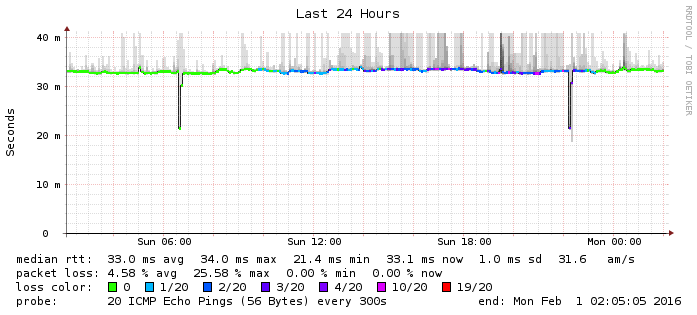 Last 24 Hours
RRDTOOL / TOBI OETIKER
Seconds
40 m
30 m
20 m
10 m
0
Sun 06:00 Sun 12:00 Sun 18:00 Mon 00:00
median rtt: 33.0 ms avg 34.0 ms max 21.4 ms min 33.1 ms now 1.0 ms sd 31.6 am/s
packet loss: 4.58 % avg 25.58 % max 0.00 % min 0.00 % now
loss color: 0 1/20 2/20 3/20 4/20 10/20 19/20
probe: 20 ICMP Echo Pings (56 Bytes) every 300s end: Mon Feb 1 02:05:05 2016